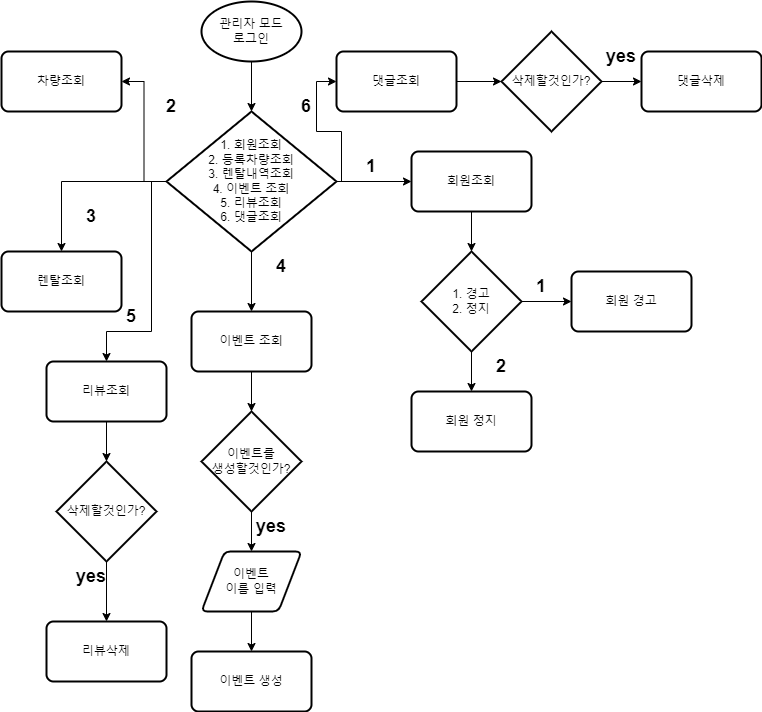 관리자 모드
로그인
차량조회
댓글조회
삭제할것인가?
yes
댓글삭제
2
6
1. 회원조회
2. 등록차량조회
3. 렌탈내역조회
4. 이벤트 조회
5. 리뷰조회
6. 댓글조회
1
회원조회
3
4
렌탈조회
1. 경고
2. 정지
1
회원 경고
5
이벤트 조회
2
리뷰조회
회원 정지
이벤트를
생성할것인가?
삭제할것인가?
yes
yes
이벤트
이름 입력
리뷰삭제
이벤트 생성